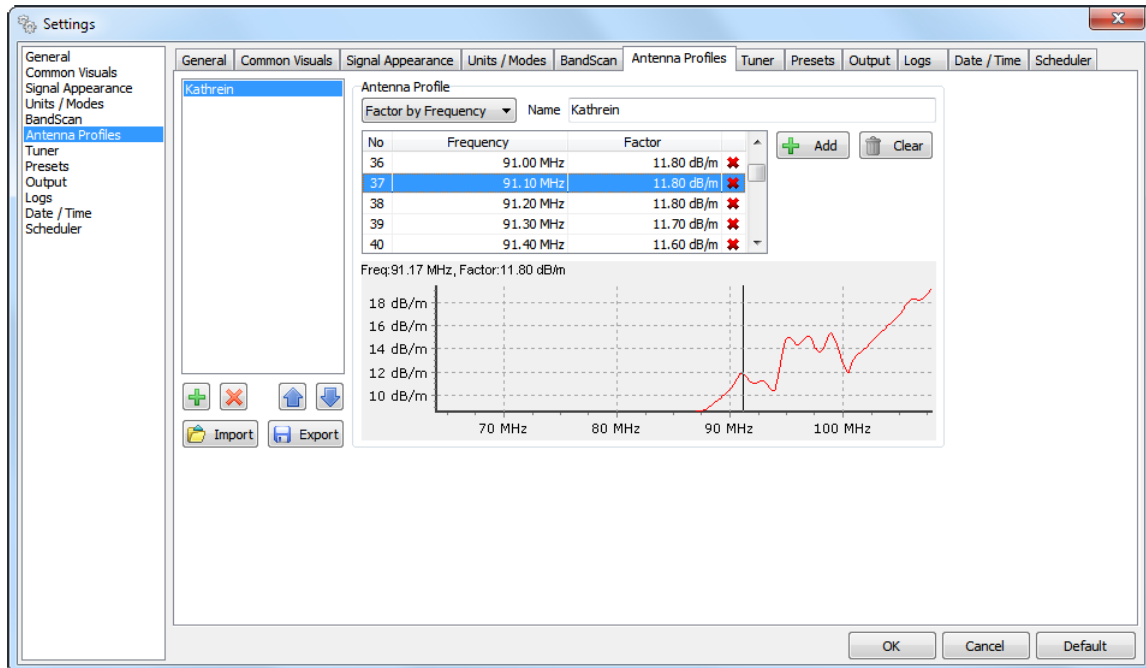 Settings
X
General
Common Visuals
Signal Appearance
Units / Modes
BandScan
Antenna Profiles
Tuner
Presets
Output
Logs
Date / Time
Scheduler
General Common Visuals Signal Appearance Units / Modes BandScan Antenna Profiles Tuner Presets Output Logs Date / Time Scheduler
Kathrein
Import Export
Antenna Profile
Factor by Frequency Name Kathrein
No Frequency Factor
36 91.00 MHz 11.80 dB/m
37 91.10 MHz 11.80 dB/m
38 91.20 MHz 11.80 dB/m
39 91.30 MHz 11.70 dB/m
40 91.40 MHz 11.60 dB/m
Add Clear
Freq:91.17 MHz, Factor:11.80 dB/m
18 dB/m
16 dB/m
14 dB/m
12 dB/m
10 dB/m
70 MHz 80 MHz 90 MHz 100 MHz
OK Cancel Default